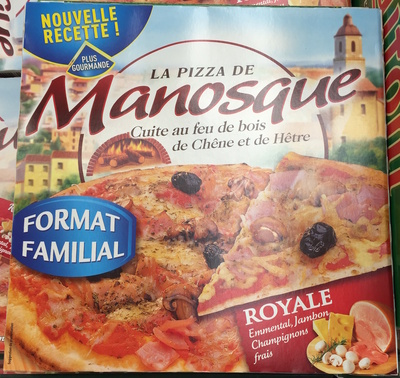 NOUVELLE
RECETTE !
PLUS
GOURMANDE
LA PIZZA DE
Manosque
Cuite au feu de bois
de Chêne et de Hêtre
FORMAT
FAMILIAL
ROYALE
Emmental, Jambon,
Champignons
frais